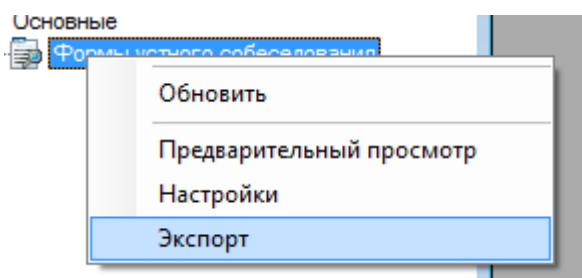 Основные
Формы устного собеседования
Обновить
Предварительный просмотр
Настройки
Экспорт